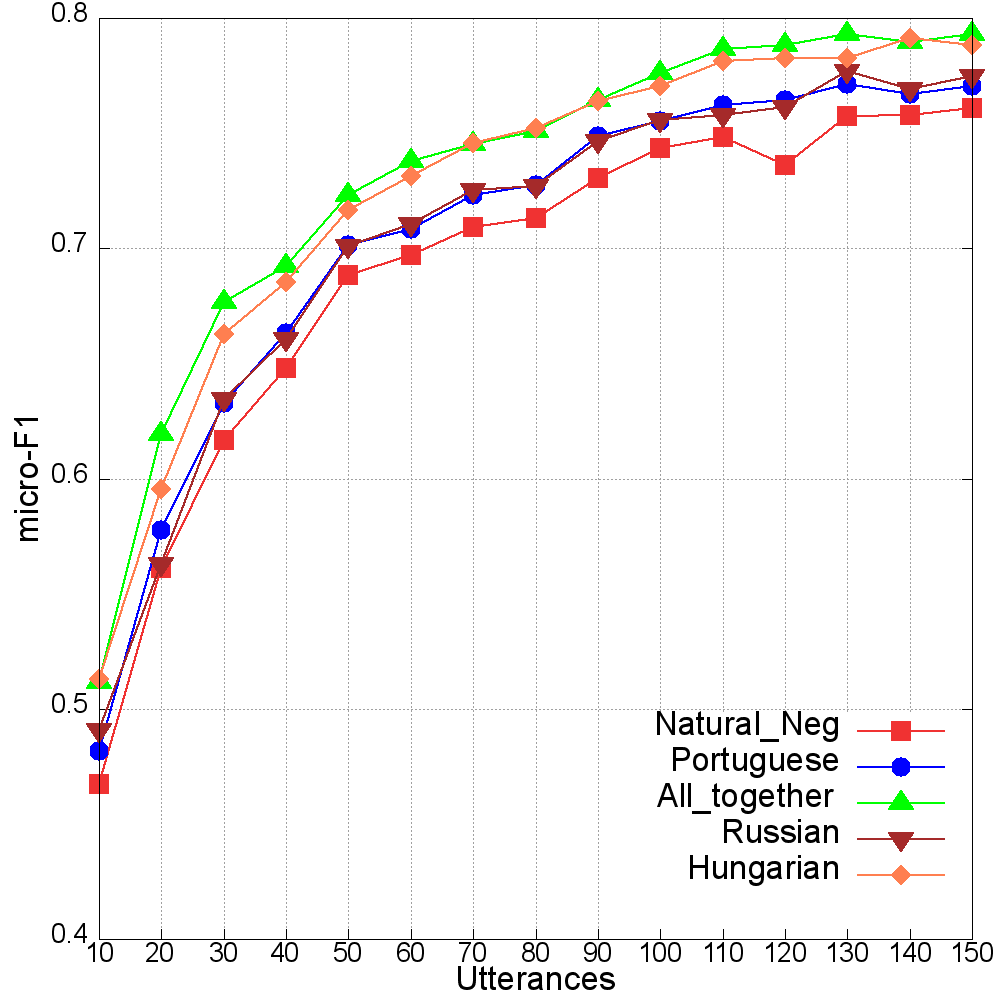 0.8
0.7
0.6
0.5
0.4
micro-F1
Natural_Neg
Portuguese
All_together
Russian
Hungarian
10 20 30 40 50 60 70 80 90 100 110 120 130 140 150
Utterances